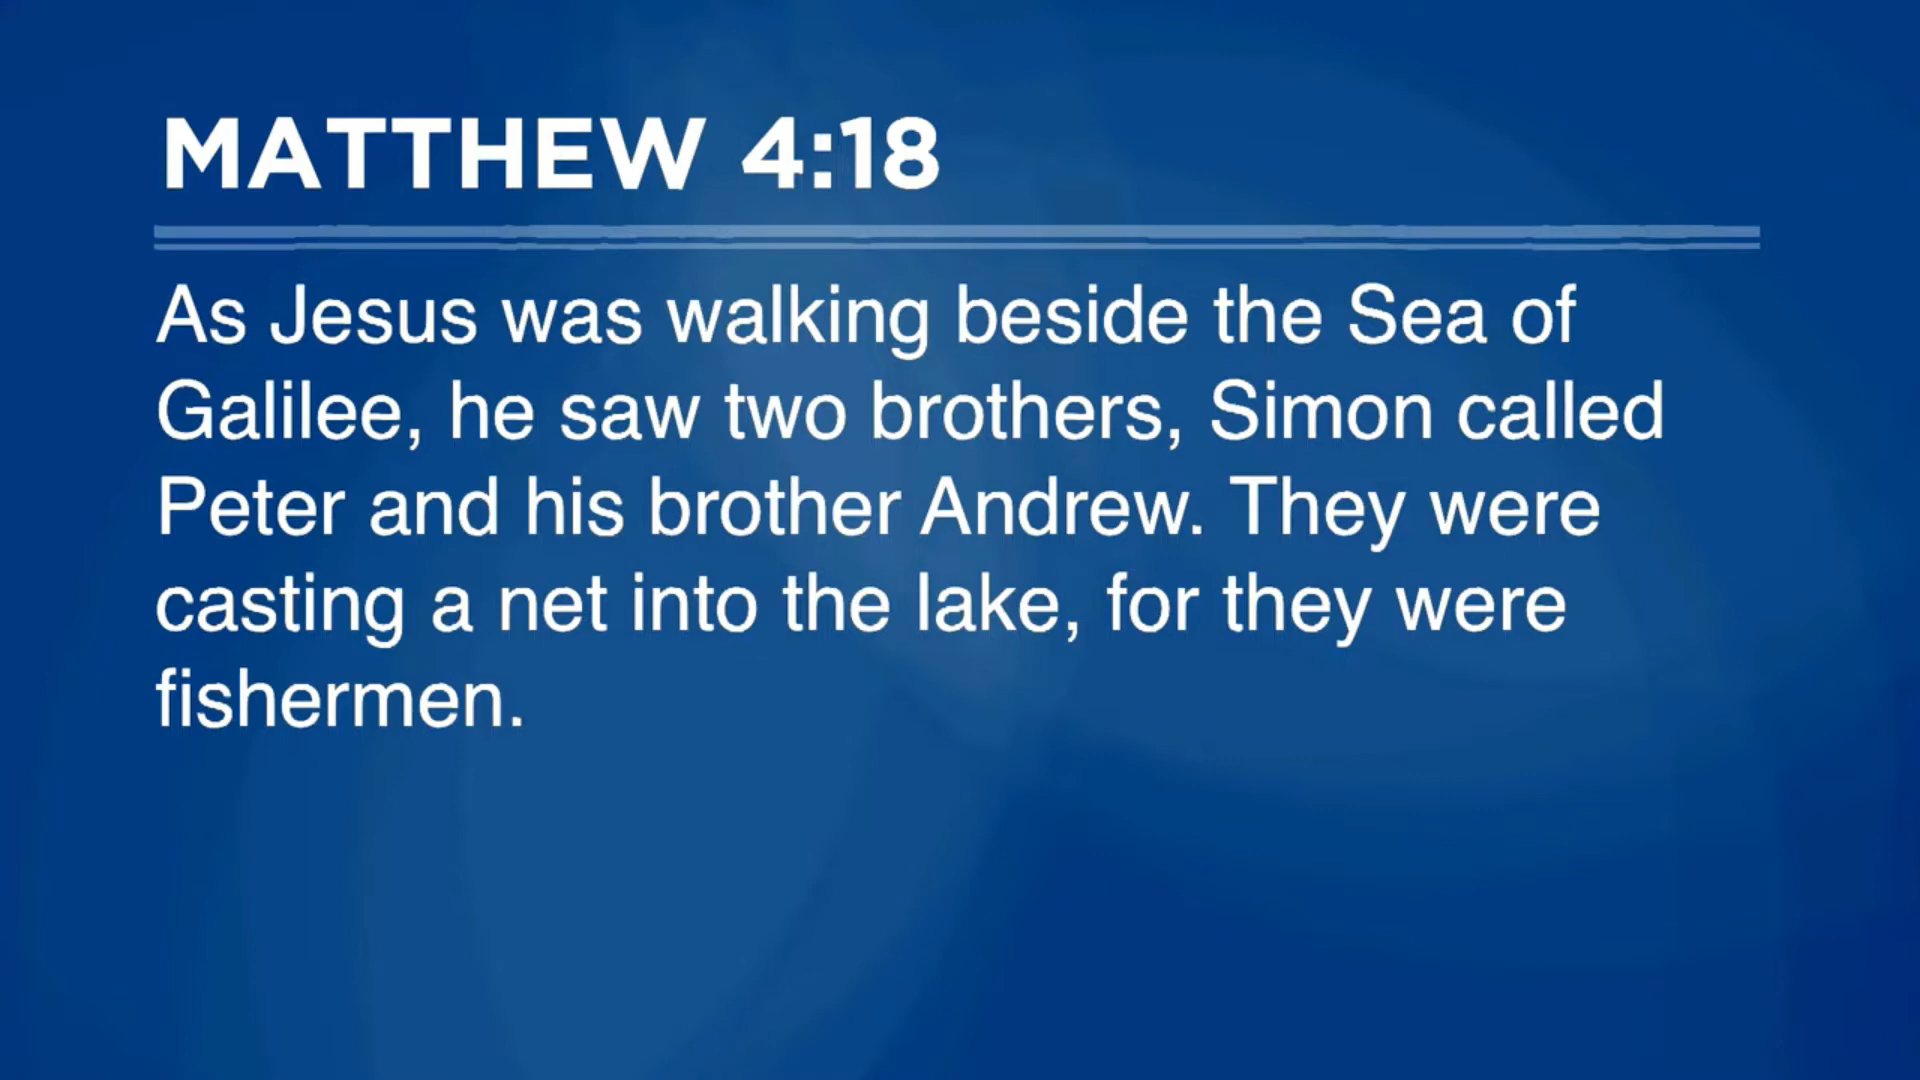 MATTHEW 4:18
As Jesus was walking beside the Sea of
Galilee, he saw two brothers, Simon called
Peter and his brother Andrew. They were
casting a net into the lake, for they were
fishermen.